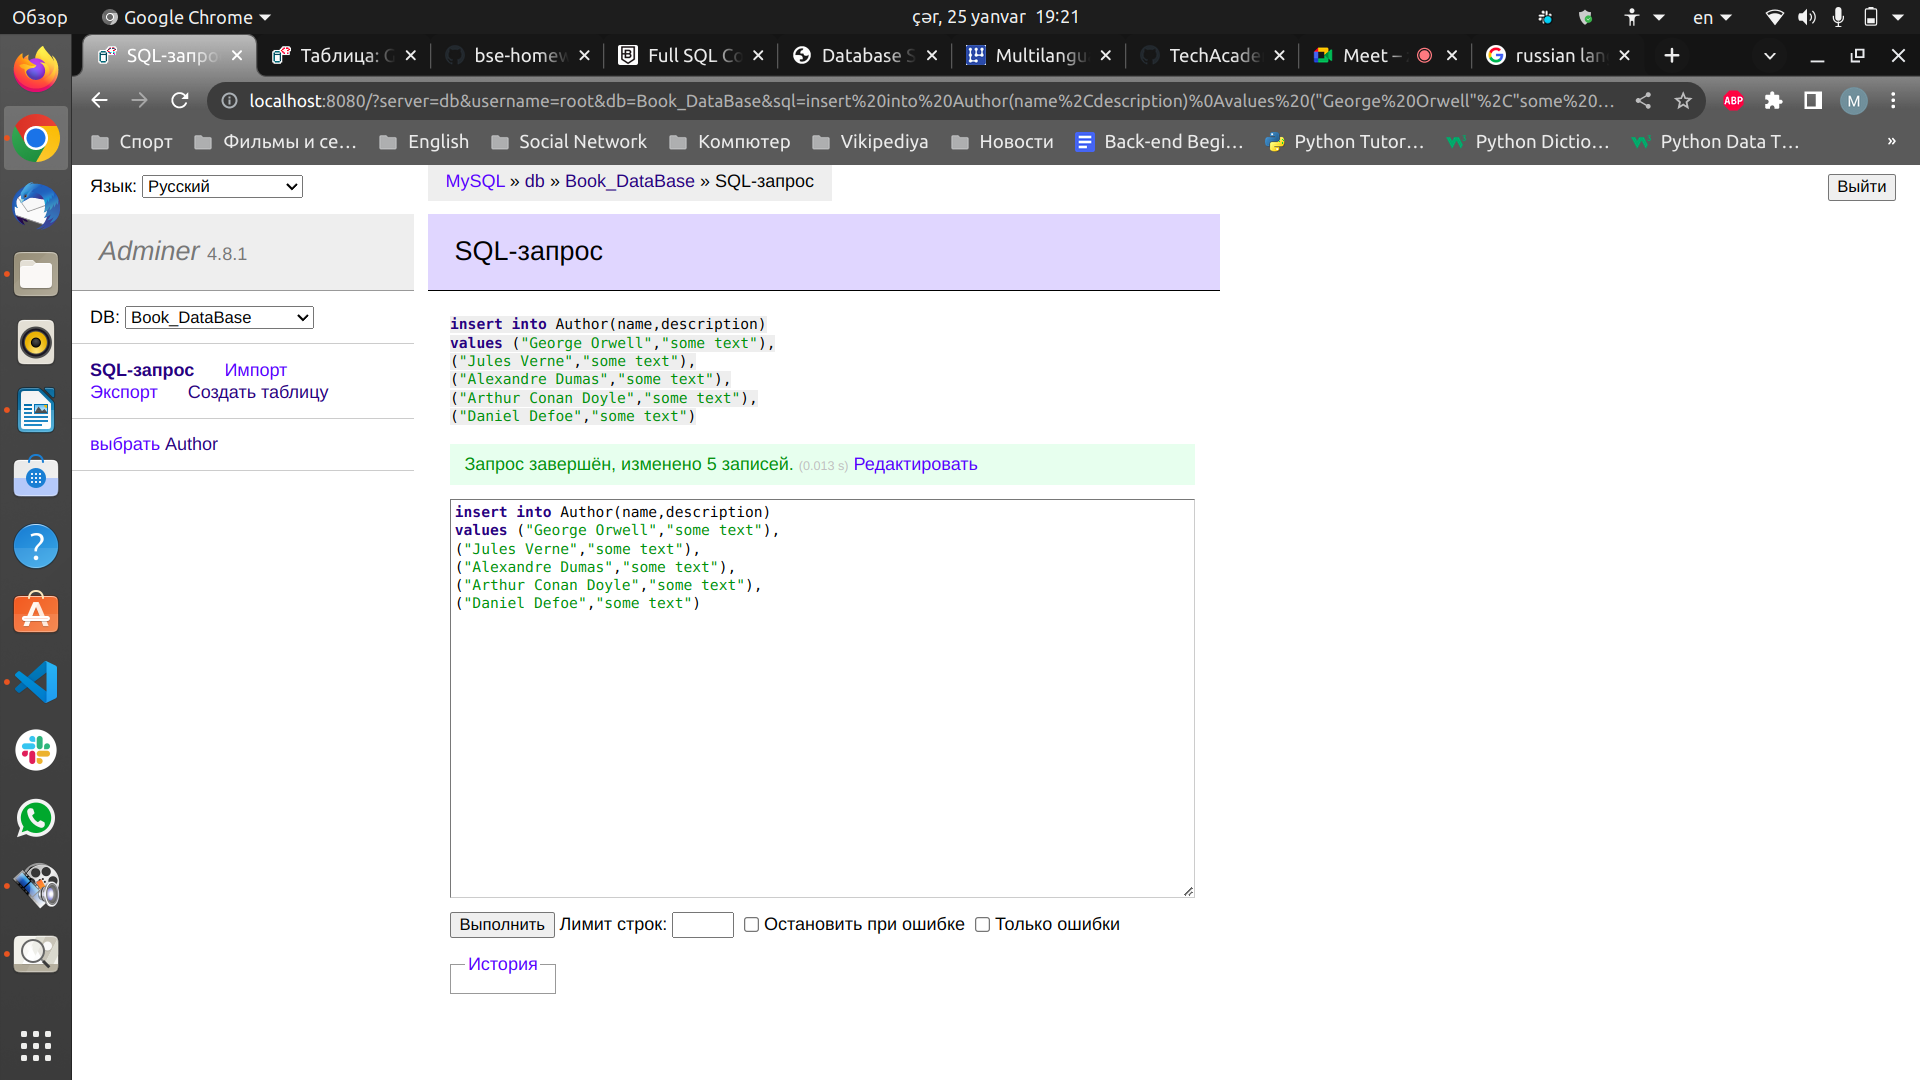 Обзор
Google Chrome
çər, 25 yanvar 19:21
en
SQL-запро
Таблица: G
bse-homew
Full SQL Co
Database S
Multilangu
TechAcade
Meet –
russian lan
localhost:8080/?server=db&username=root&db=Book_DataBase&sql=insert%20into%20Author(name%2Cdescription)%0Avalues%20("George%20Orwell"%2C"some%20...
ABP
M
Спорт
Фильмы и се...
English
Social Network
Компютер
Vikipediya
Новости
Back-end Begi...
Python Tutor...
Python Dictio...
Python Data T...
»
Язык: Русский
MySQL » db » Book_DataBase » SQL-запрос
Выйти
Adminer 4.8.1
SQL-запрос
DB: Book_DataBase
SQL-запрос Импорт
Экспорт Создать таблицу
выбрать Author
insert into Author(name,description)
values ("George Orwell","some text"),
("Jules Verne","some text"),
("Alexandre Dumas","some text"),
("Arthur Conan Doyle","some text"),
("Daniel Defoe","some text")
Запрос завершён, изменено 5 записей. (0.013 s) Редактировать
insert into Author(name,description)
values ("George Orwell","some text"),
("Jules Verne","some text"),
("Alexandre Dumas","some text"),
("Arthur Conan Doyle","some text"),
("Daniel Defoe","some text")
Выполнить Лимит строк: Остановить при ошибке Только ошибки
История